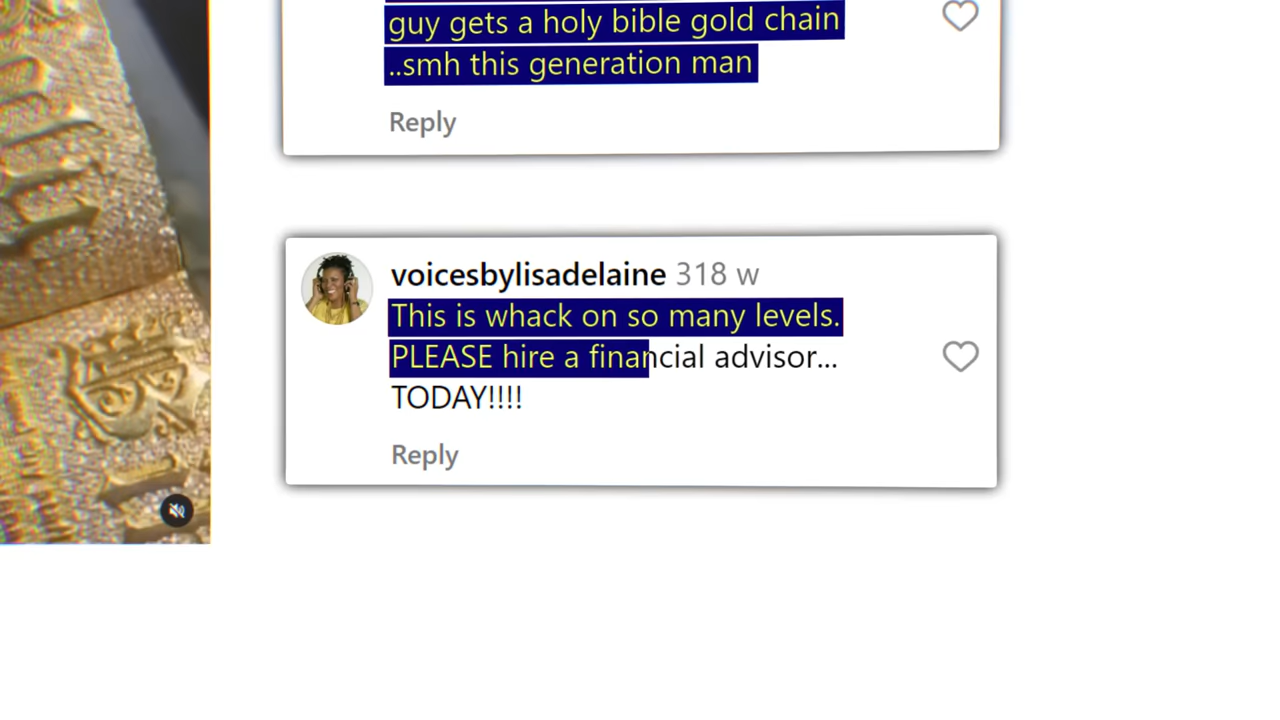 guy gets a holy bible gold chain
..smh this generation man
Reply
voicesbylisadelaine 318 w
This is whack on so many levels.
PLEASE hire a financial advisor...
TODAY!!!!
Reply